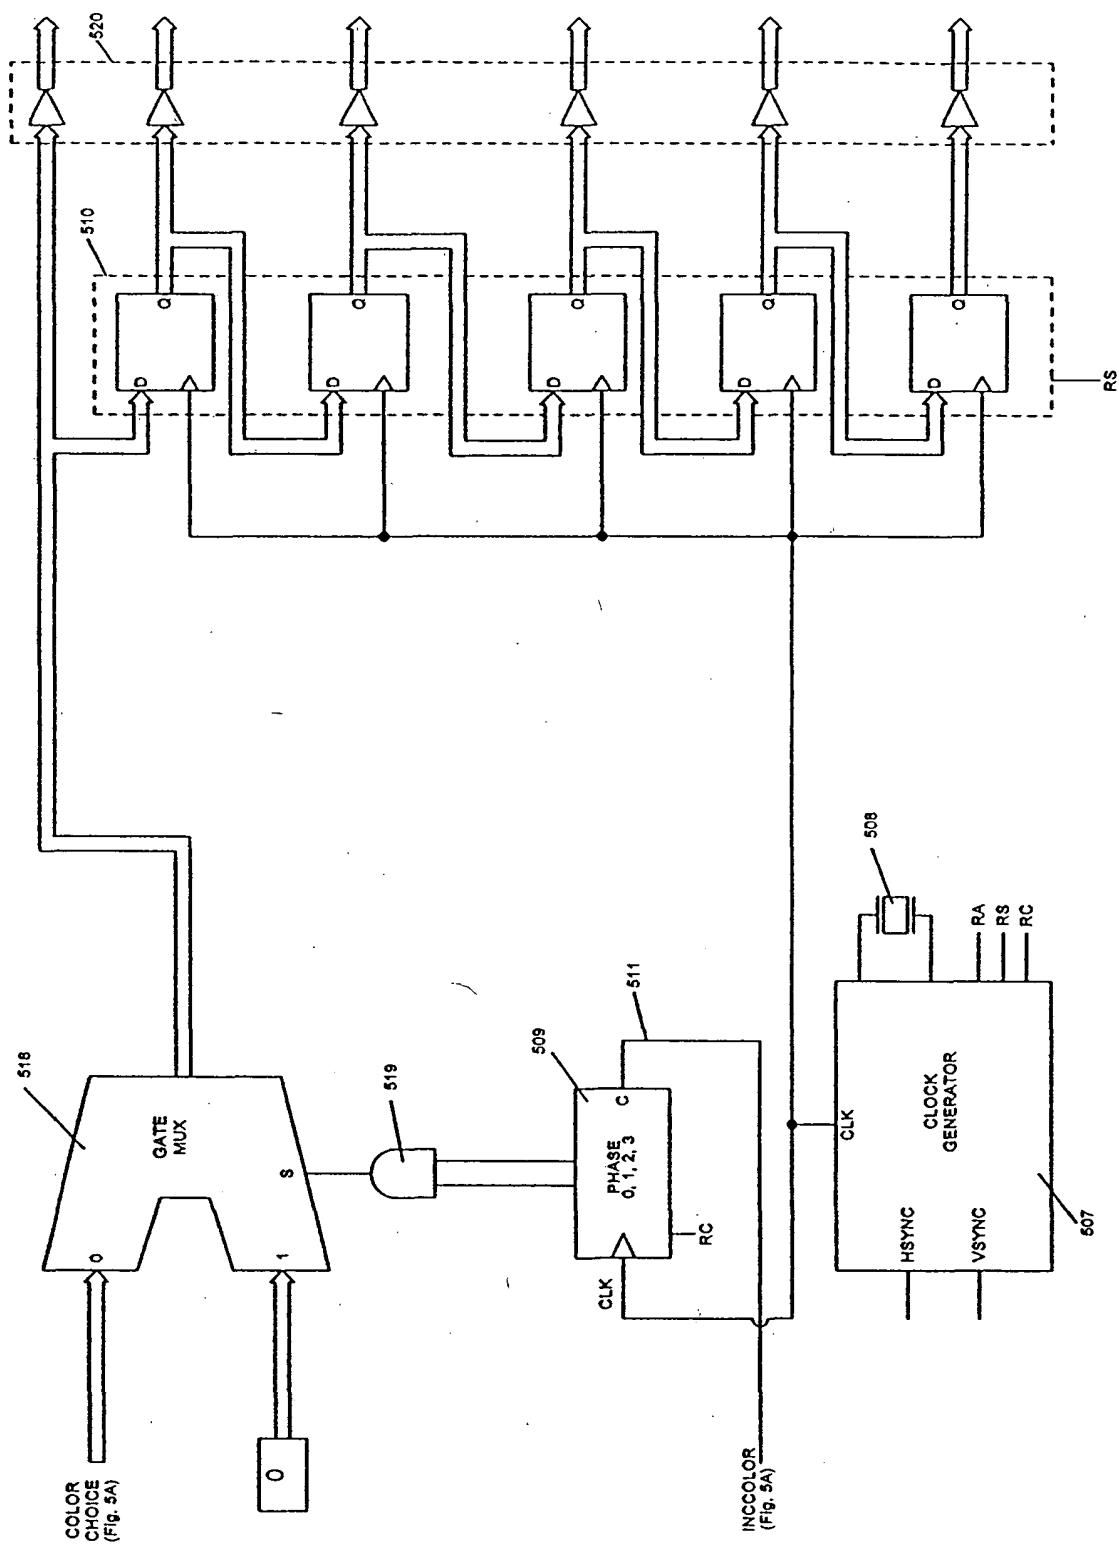 COLOR
CHOICE
(Fig. 5A)
0
0
1
GATE
MUX
S
518
519
INCCOLOR
(Fig. 5A)
CLK
PHASE
0, 1, 2, 3
RC
C
509
511
HSYNC
VSYNC
CLK
CLOCK
GENERATOR
507
508
RA
RS
RC
510
D
Q
D
Q
D
Q
D
Q
D
Q
RS
520